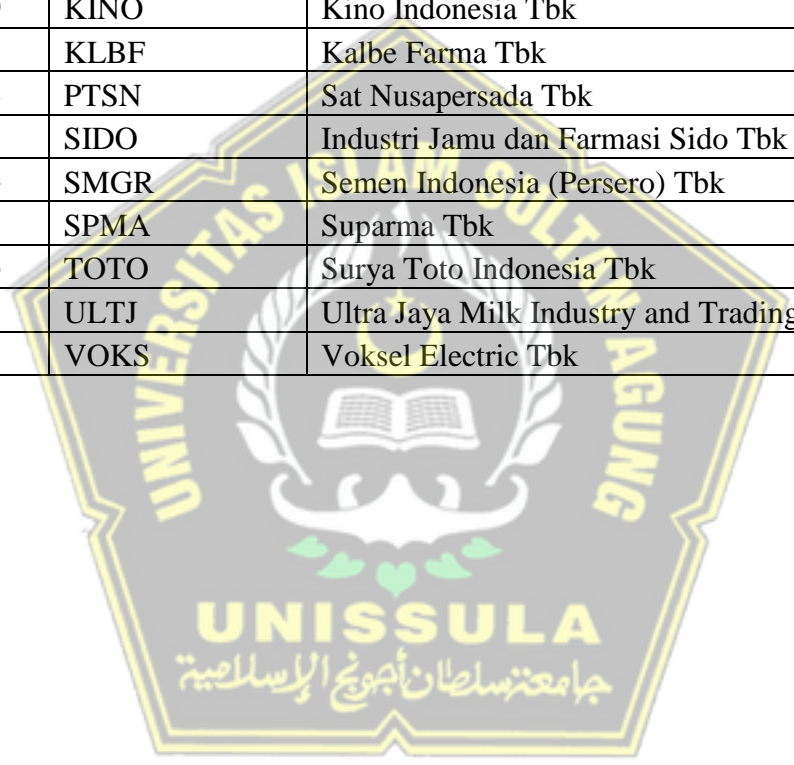 KINO Kino Indonesia Tbk
KLBF Kalbe Farma Tbk
PTSN Sat Nusapersada Tbk
SIDO Industri Jamu dan Farmasi Sido Tbk
SMGR Semen Indonesia (Persero) Tbk
SPMA Suparma Tbk
TOTO Surya Toto Indonesia Tbk
ULTJ Ultra Jaya Milk Industry and Trading
VOKS Voksel Electric Tbk
UNIVERSITAS ISLAM SULTAN AGUNG
UNISSULA
جامعة سلطان أجونج الإسلامية